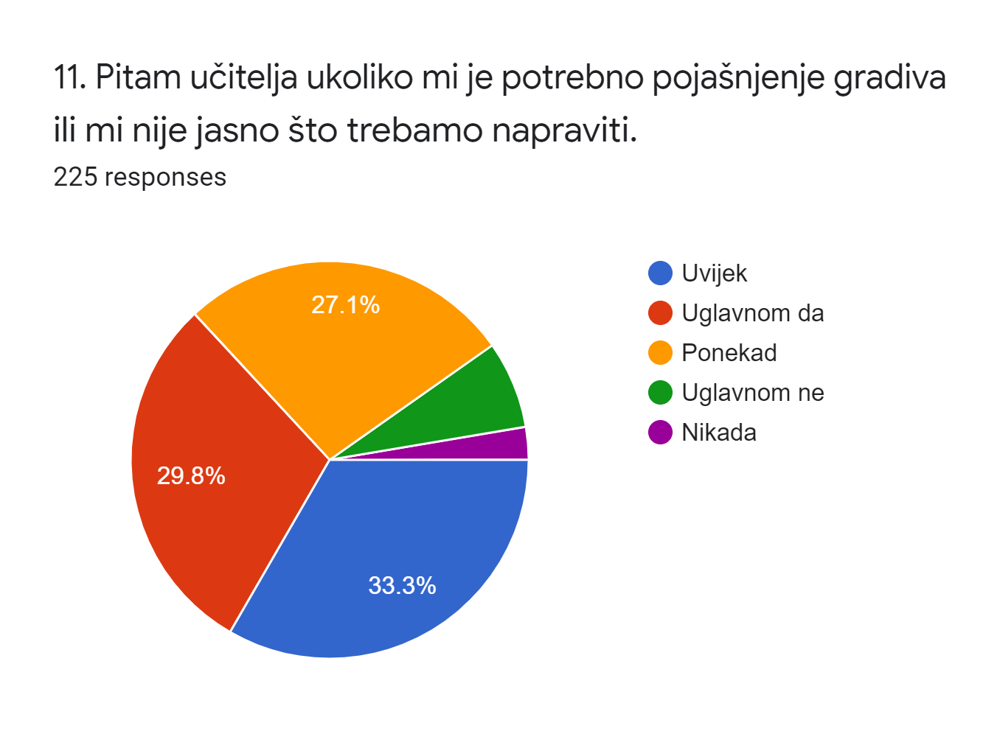 11. Pitam učitelja ukoliko mi je potrebno pojašnjenje gradiva
ili mi nije jasno što trebamo napraviti.
225 responses
27.1%
29.8%
33.3%
Uvijek
Uglavnom da
Ponekad
Uglavnom ne
Nikada